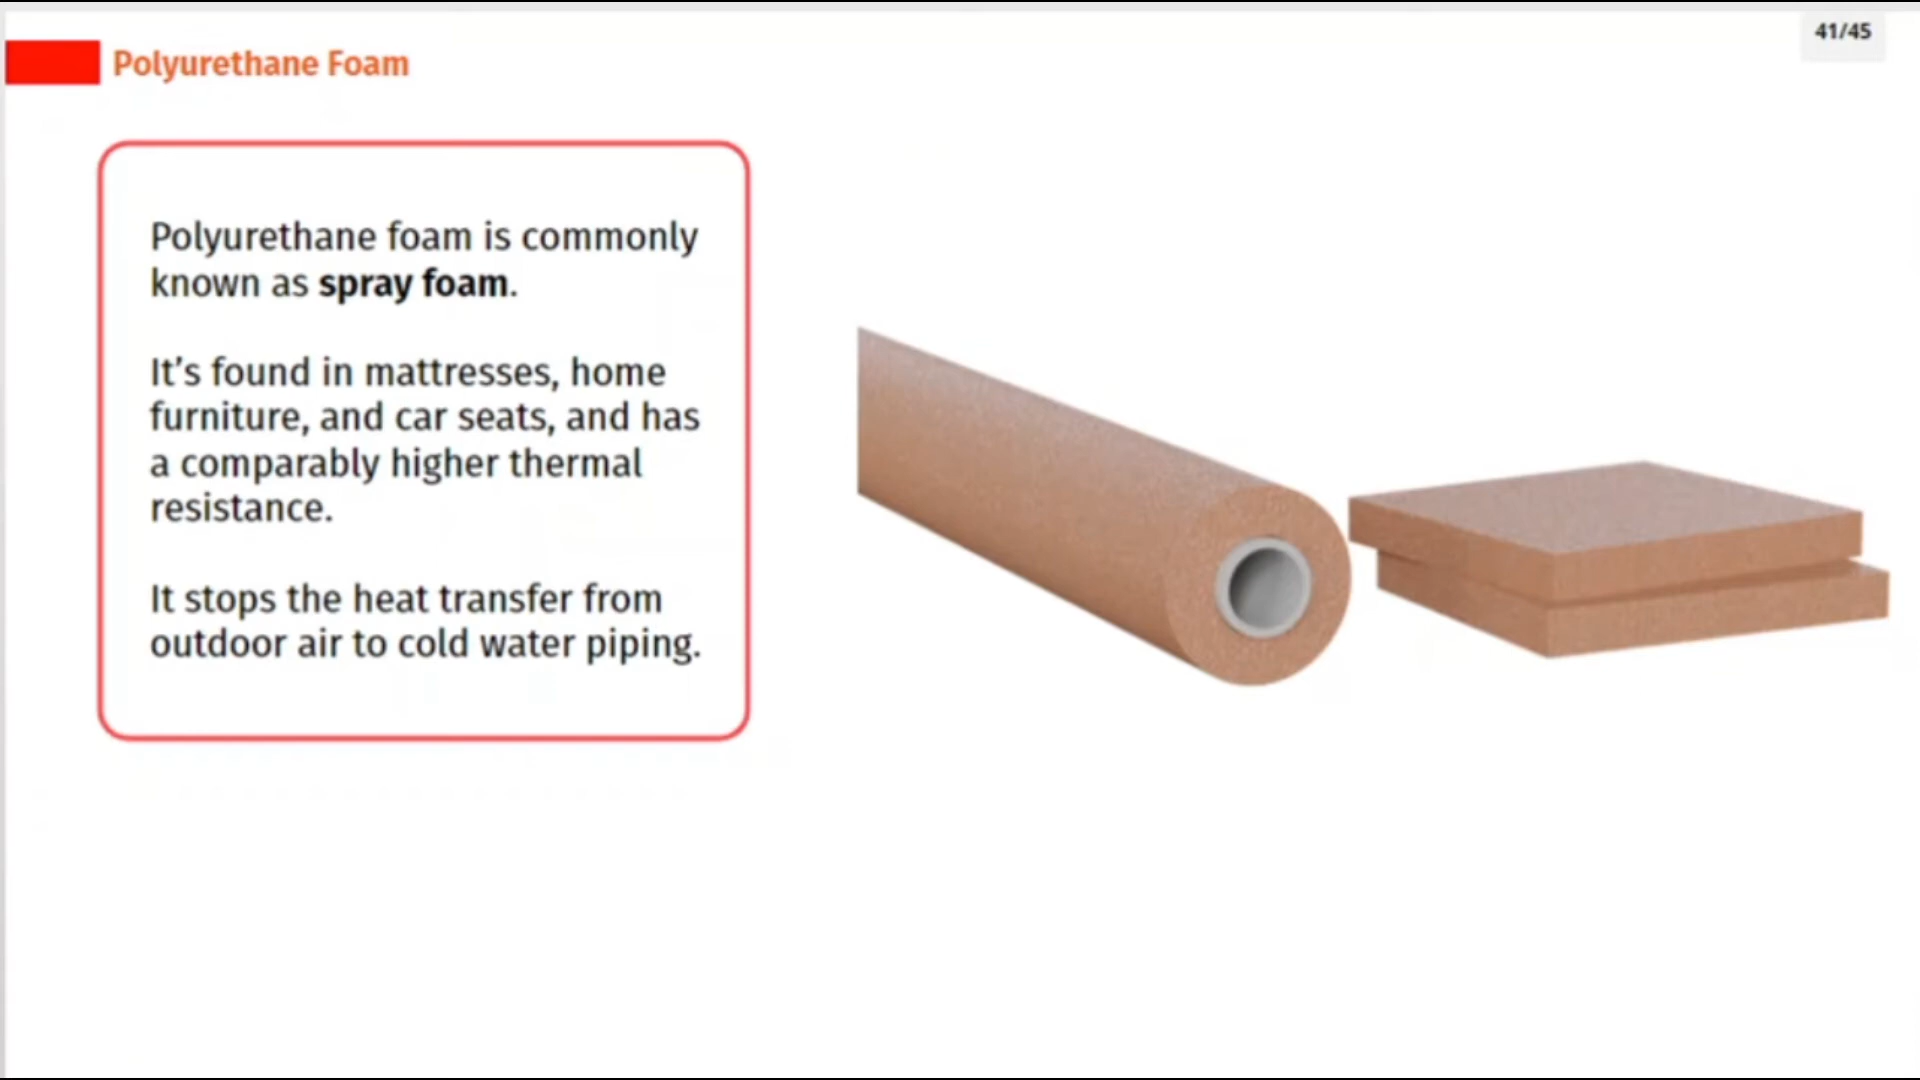 41/45
Polyurethane Foam
Polyurethane foam is commonly
known as spray foam.
It’s found in mattresses, home
furniture, and car seats, and has
a comparably higher thermal
resistance.
It stops the heat transfer from
outdoor air to cold water piping.